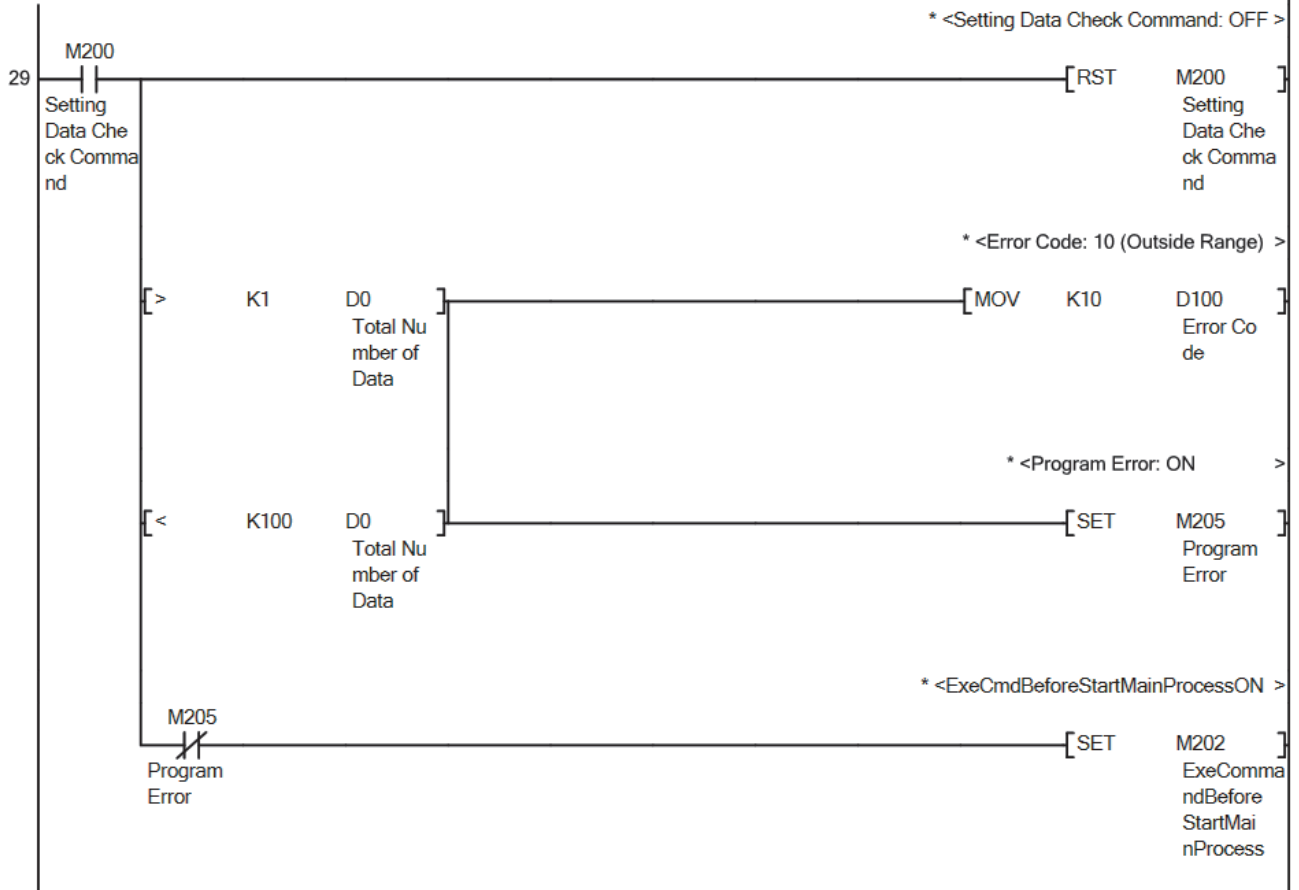 * <Setting Data Check Command: OFF >
M200
29 [RST M200 ]
Setting
Data Che
ck Comma
nd
Setting
Data Che
ck Comma
nd
* <Error Code: 10 (Outside Range) >
[> K1 D0 ] [MOV K10 D100 ]
Total Nu
mber of
Data
Error Co
de
* <Program Error: ON >
[< K100 D0 ] [SET M205 ]
Total Nu
mber of
Data
Program
Error
* <ExeCmdBeforeStartMainProcessON >
M205
[SET M202 ]
Program
Error
ExeComma
ndBefore
StartMai
nProcess